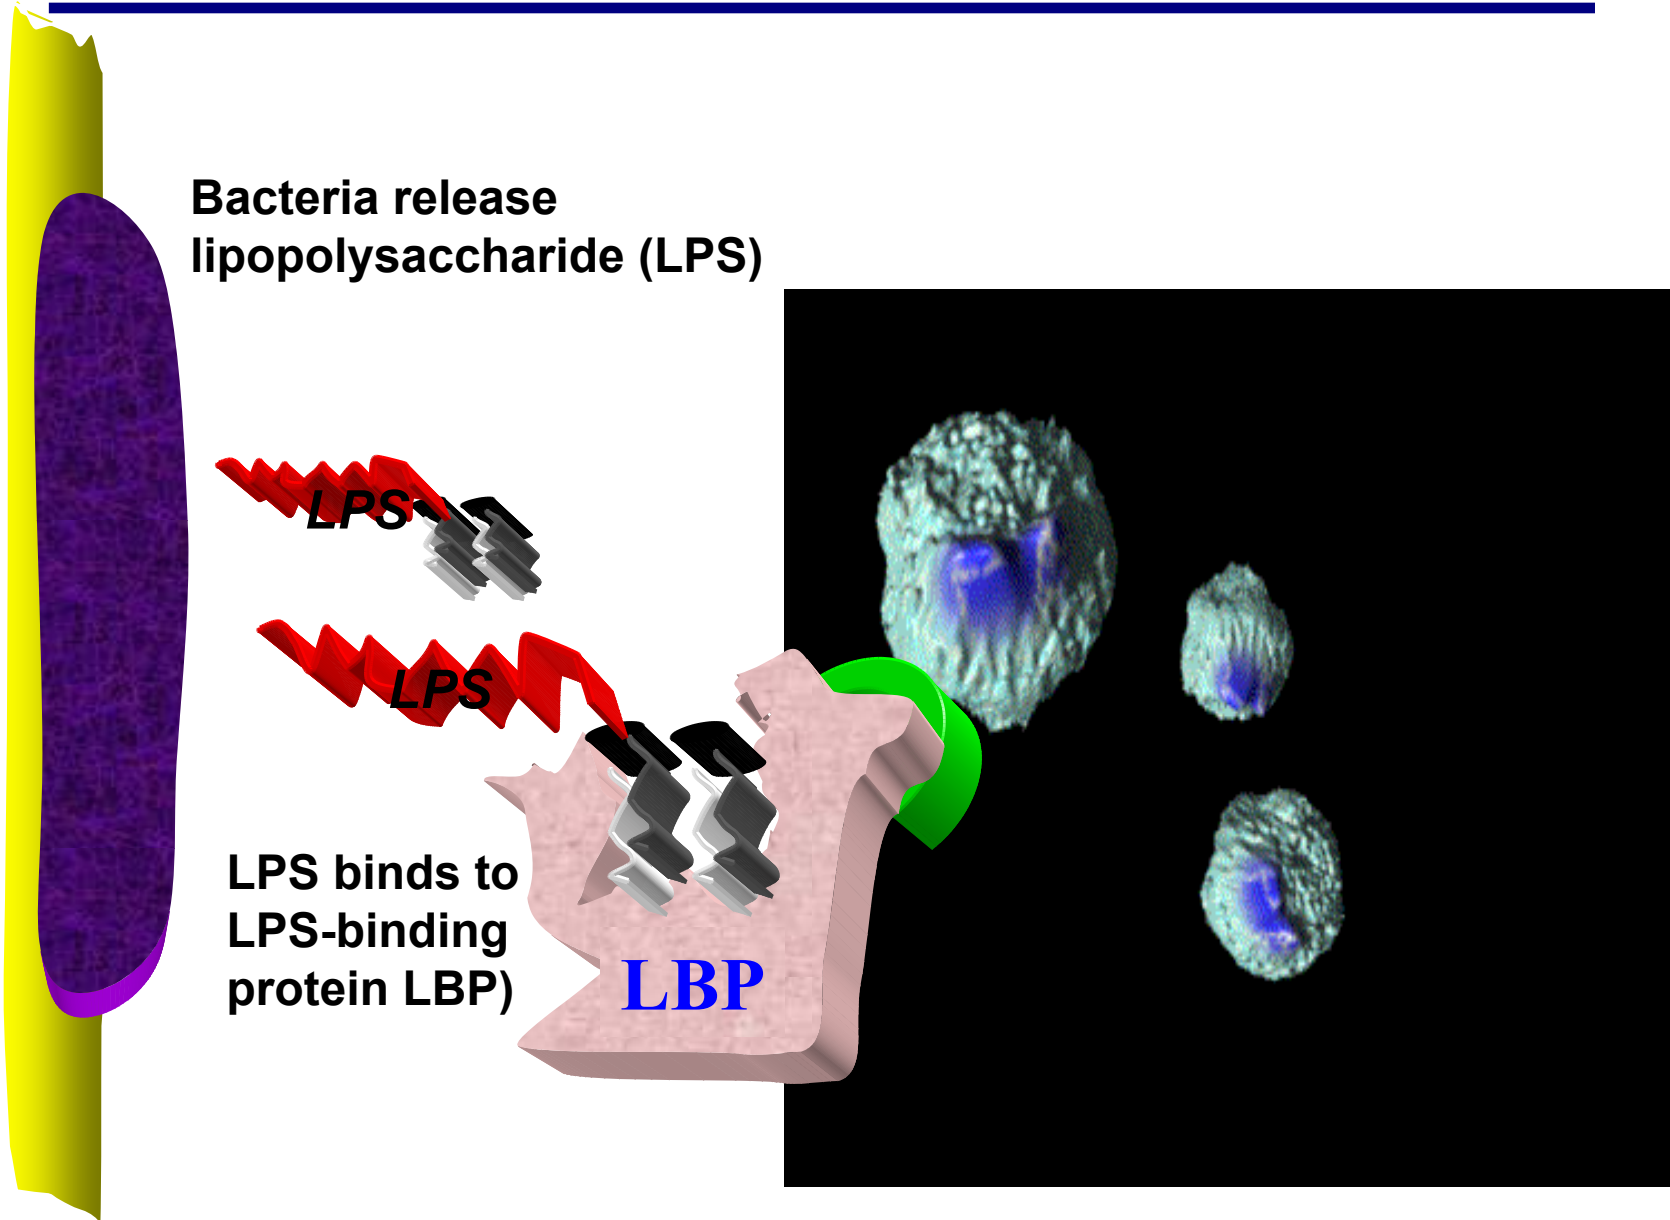 Bacteria release
lipopolysaccharide (LPS)
LPS
LPS
LPS binds to
LPS-binding
protein LBP)
LBP